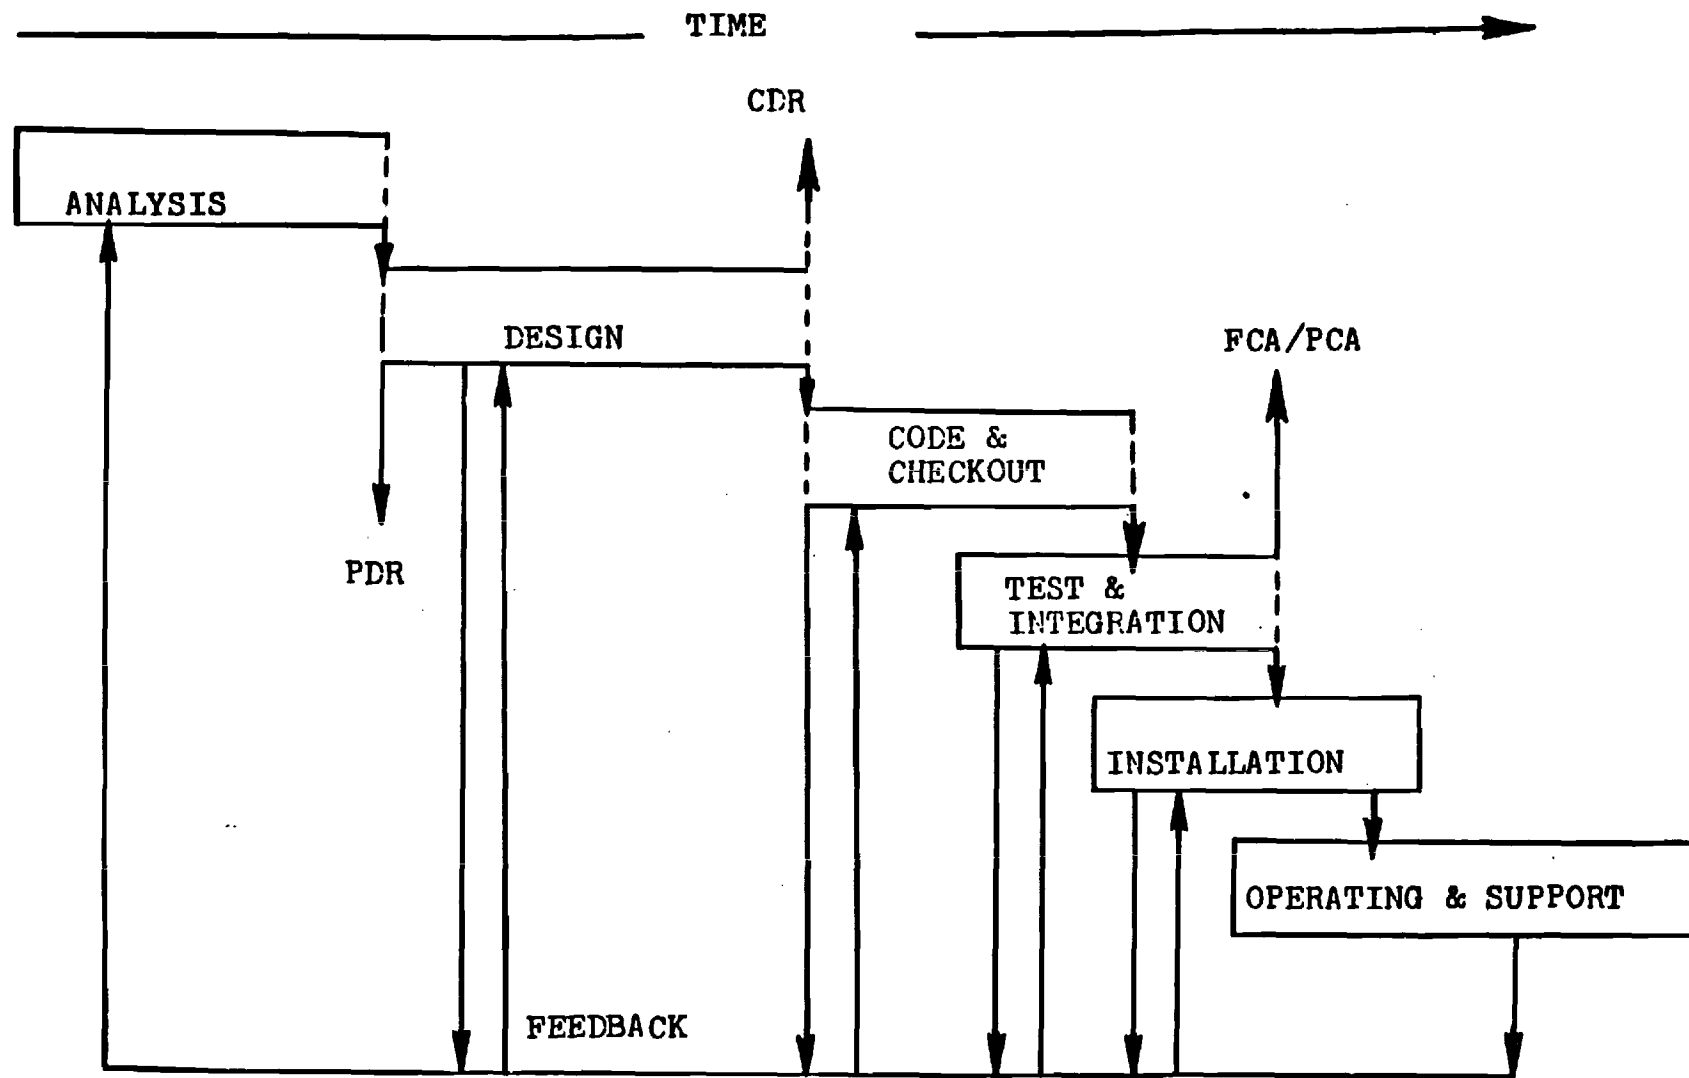 TIME
CDR
ANALYSIS
DESIGN
FCA/PCA
CODE &
CHECKOUT
PDR
TEST &
INTEGRATION
INSTALLATION
OPERATING & SUPPORT
FEEDBACK